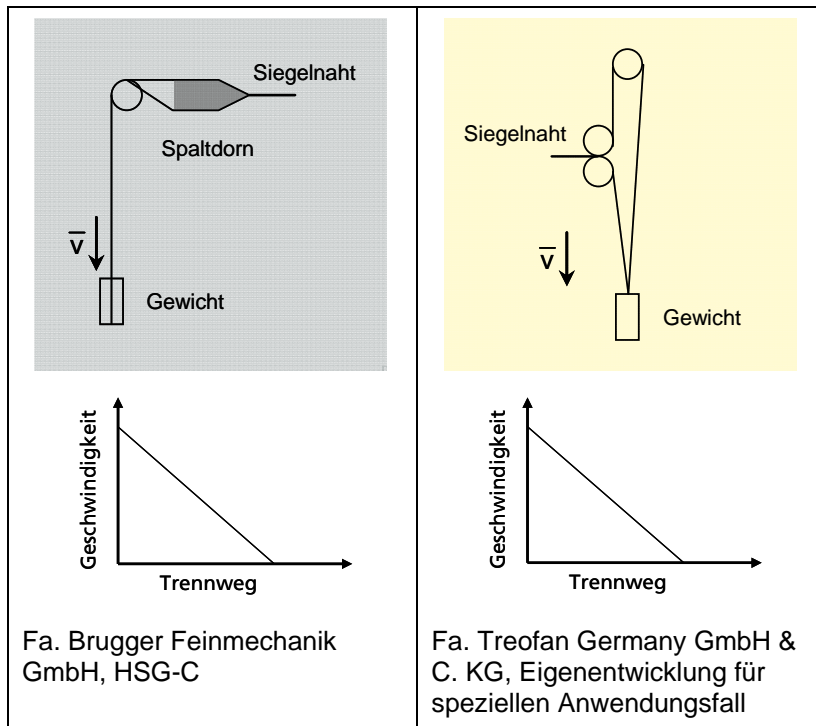 Siegelnaht
Spaltdorn
v
Gewicht
Geschwindigkeit
Trennweg
Fa. Brugger Feinmechanik
GmbH, HSG-C
Siegelnaht
v
Gewicht
Geschwindigkeit
Trennweg
Fa. Treofan Germany GmbH &
C. KG, Eigenentwicklung für
speziellen Anwendungsfall